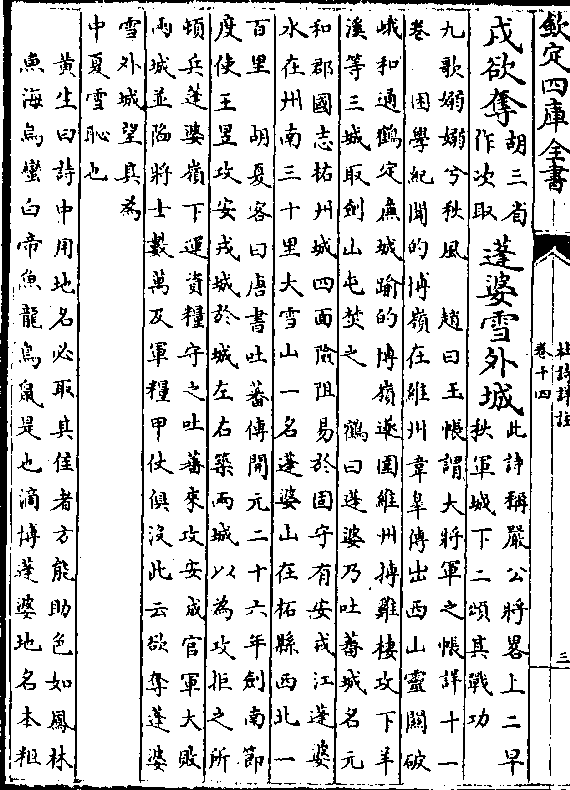 欽定四庫全書
杜詩詳註
卷十四
三
戍欲奪
胡三省
作次取
蓬婆雪外城
此詩稱嚴公將畧上二早
秋軍城下二頌其戰功
九歌嫋嫋兮秋風 趙曰玉帳謂大將軍之帳詳十一
卷 困學紀聞的博嶺在維州韋臯傳出西山靈關破
峨和通鶴定廉城踰的博嶺遂圍維州搏雞棲攻下羊
溪等三城取劍山屯焚之 鶴曰蓬婆乃吐蕃城名元
和郡國志柘州城四面險阻易於固守有安戎江蓬婆
水在州南三十里大雪山一名蓬婆山在柘縣西北一
百里 胡夏客曰唐書吐蕃傳開元二十六年劍南節
度使王昱攻安戎城於城左右築兩城以為攻拒之所
頓兵蓬婆嶺下運資糧守之吐蕃來攻安戎官軍大敗
兩城並陷將士數萬及軍糧甲仗俱没此云欲奪蓬婆
雪外城望其為
中夏雪恥也
黄生曰詩中用地名必取其佳者方能助色如鳳林
魚海烏蠻白帝魚龍鳥鼠是也滴博蓬婆地名本粗